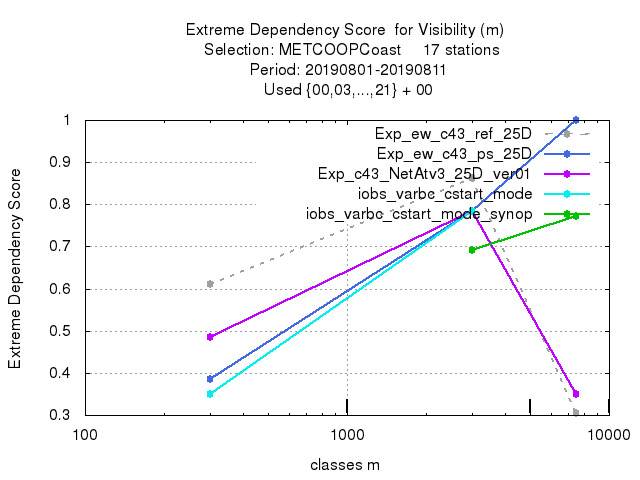 Extreme Dependency Score for Visibility (m)
Selection: METCOOPCoast 17 stations
Period: 20190801-20190811
Used {00,03,...,21} + 00
Exp_ew_c43_ref_25D
Exp_ew_c43_ps_25D
Exp_c43_NetAtv3_25D_ver01
iobs_varbc_cstart_mode
iobs_varbc_cstart_mode_synop
Extreme Dependency Score
1
0.9
0.8
0.7
0.6
0.5
0.4
0.3
100 1000 10000
classes m